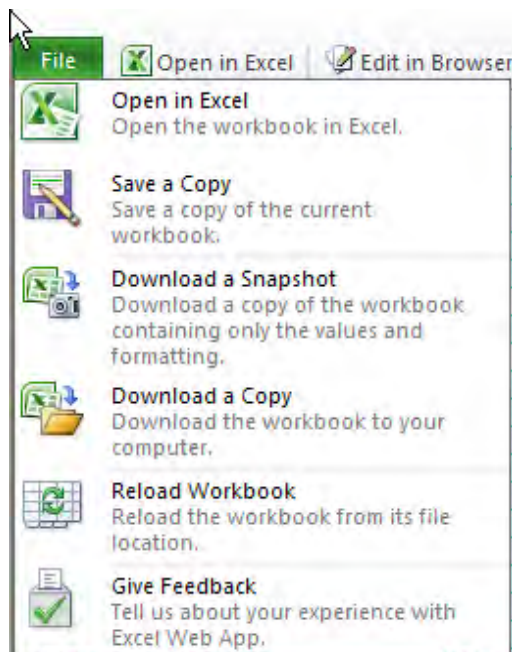 File Open in Excel Edit in Browser
Open in Excel
Open the workbook in Excel.
Save a Copy
Save a copy of the current
workbook.
Download a Snapshot
Download a copy of the workbook
containing only the values and
formatting.
Download a Copy
Download the workbook to your
computer.
Reload Workbook
Reload the workbook from its file
location.
Give Feedback
Tell us about your experience with
Excel Web App.